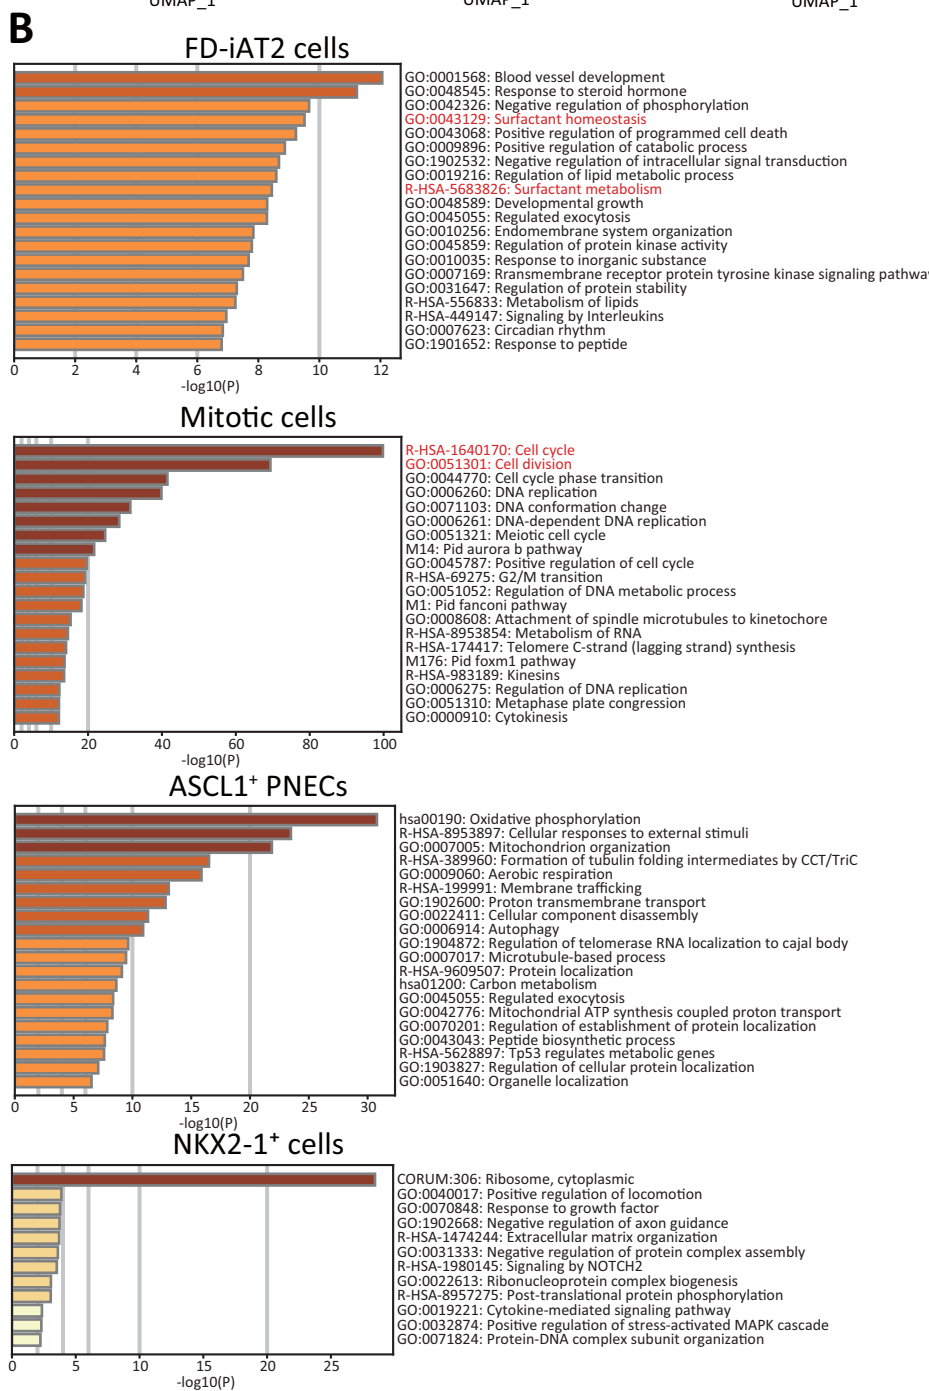 UMAP_1 UMAP_1 UMAP_1
B
FD-iAT2 cells
GO:0001568: Blood vessel development
GO:0048545: Response to steroid hormone
GO:0042326: Negative regulation of phosphorylation
GO:0043129: Surfactant homeostasis
GO:0043068: Positive regulation of programmed cell death
GO:0009896: Positive regulation of catabolic process
GO:1902532: Negative regulation of intracellular signal transduction
GO:0019216: Regulation of lipid metabolic process
R-HSA-5683826: Surfactant metabolism
GO:0048589: Developmental growth
GO:0045055: Regulated exocytosis
GO:0010256: Endomembrane system organization
GO:0045859: Regulation of protein kinase activity
GO:0010035: Response to inorganic substance
GO:0007169: Rransmembrane receptor protein tyrosine kinase signaling pathwa
GO:0031647: Regulation of protein stability
R-HSA-556833: Metabolism of lipids
R-HSA-449147: Signaling by Interleukins
GO:0007623: Circadian rhythm
GO:1901652: Response to peptide
0 2 4 6 8 10 12
-log10(P)
Mitotic cells
R-HSA-1640170: Cell cycle
GO:0051301: Cell division
GO:0044770: Cell cycle phase transition
GO:0006260: DNA replication
GO:0071103: DNA conformation change
GO:0006261: DNA-dependent DNA replication
GO:0051321: Meiotic cell cycle
M14: Pid aurora b pathway
GO:0045787: Positive regulation of cell cycle
R-HSA-69275: G2/M transition
GO:0051052: Regulation of DNA metabolic process
M1: Pid fanconi pathway
GO:0008608: Attachment of spindle microtubules to kinetochore
R-HSA-8953854: Metabolism of RNA
R-HSA-174417: Telomere C-strand (lagging strand) synthesis
M176: Pid foxm1 pathway
R-HSA-983189: Kinesins
GO:0006275: Regulation of DNA replication
GO:0051310: Metaphase plate congression
GO:0000910: Cytokinesis
0 20 40 60 80 100
-log10(P)
ASCL1⁺ PNECs
hsa00190: Oxidative phosphorylation
R-HSA-8953897: Cellular responses to external stimuli
GO:0007005: Mitochondrion organization
R-HSA-389960: Formation of tubulin folding intermediates by CCT/TriC
GO:0009060: Aerobic respiration
R-HSA-199991: Membrane trafficking
GO:1902600: Proton transmembrane transport
GO:0022411: Cellular component disassembly
GO:0006914: Autophagy
GO:1904872: Regulation of telomerase RNA localization to cajal body
GO:0007017: Microtubule-based process
R-HSA-9609507: Protein localization
hsa01200: Carbon metabolism
GO:0045055: Regulated exocytosis
GO:0042776: Mitochondrial ATP synthesis coupled proton transport
GO:0070201: Regulation of establishment of protein localization
GO:0043043: Peptide biosynthetic process
R-HSA-5628897: Tp53 regulates metabolic genes
GO:1903827: Regulation of cellular protein localization
GO:0051640: Organelle localization
0 5 10 15 20 25 30
-log10(P)
NKX2-1⁺ cells
CORUM:306: Ribosome, cytoplasmic
GO:0040017: Positive regulation of locomotion
GO:0070848: Response to growth factor
GO:1902668: Negative regulation of axon guidance
R-HSA-1474244: Extracellular matrix organization
GO:0031333: Negative regulation of protein complex assembly
R-HSA-1980145: Signaling by NOTCH2
GO:0022613: Ribonucleoprotein complex biogenesis
R-HSA-8957275: Post-translational protein phosphorylation
GO:0019221: Cytokine-mediated signaling pathway
GO:0032874: Positive regulation of stress-activated MAPK cascade
GO:0071824: Protein-DNA complex subunit organization
0 5 10 15 20 25
-log10(P)